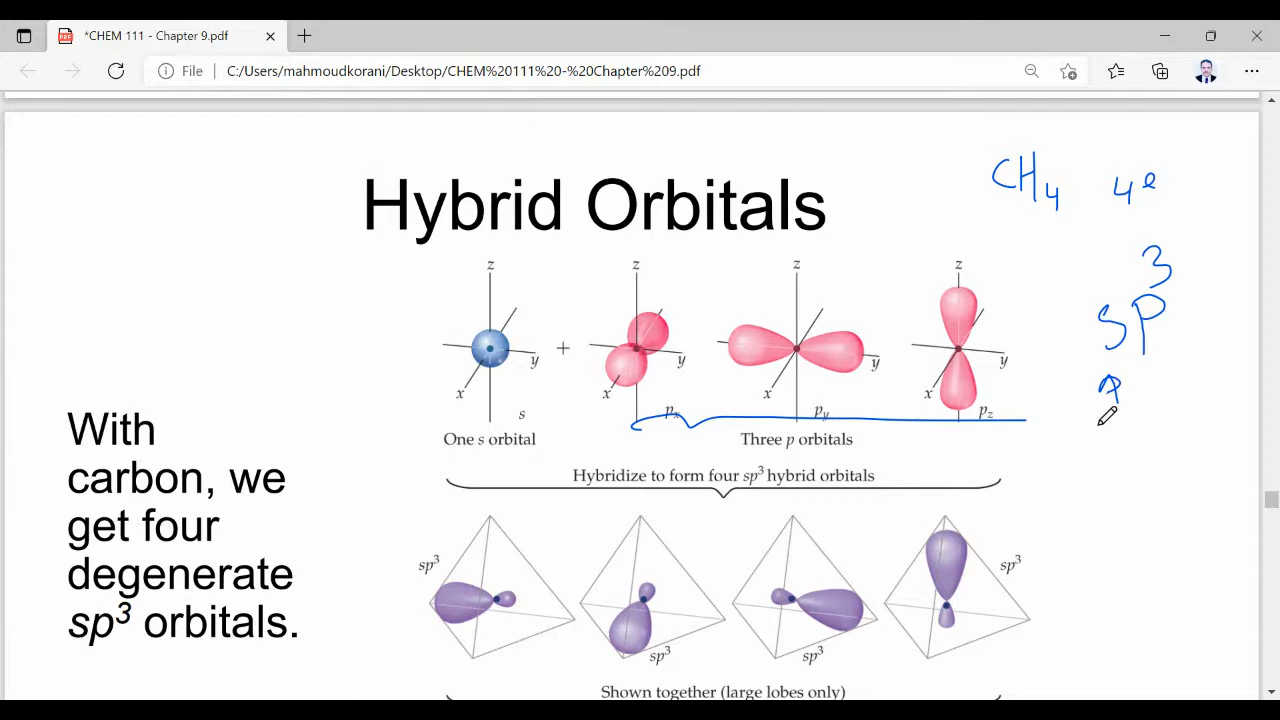 *CHEM 111 - Chapter 9.pdf
File C:/Users/mahmoudkorani/Desktop/CHEM%20111%20-%20Chapter%209.pdf
Hybrid Orbitals
CH4 4e
sp3
z z z z
+
y y y y
x x x x
s px py pz
One s orbital Three p orbitals
Hybridize to form four sp3 hybrid orbitals
With
carbon, we
get four
degenerate
sp3 orbitals.
sp3 sp3
sp3 sp3
Shown together (large lobes only)